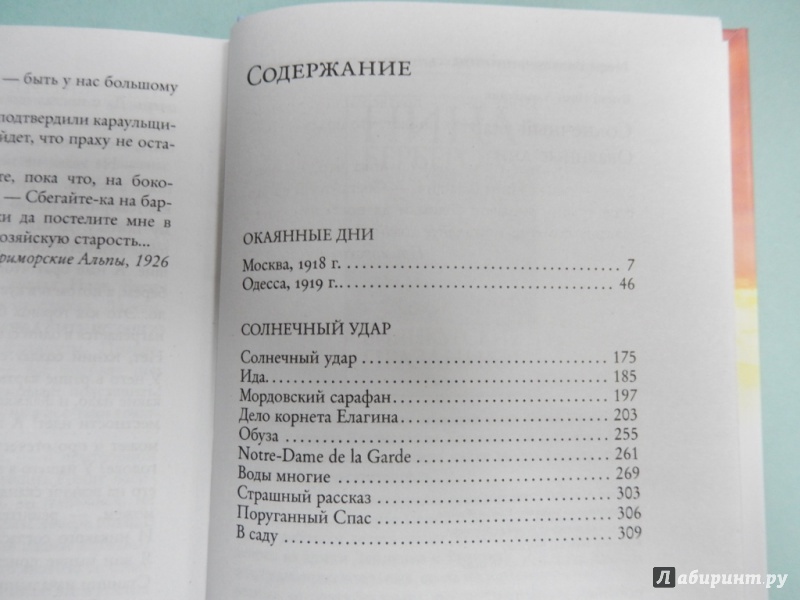 — быть у нас большому
подтвердили караульщи-
йдет, что праху не оста-
те, пока что, на боко-
— Сбегайте-ка на бар-
ки да постелите мне в
озяйскую старость...
риморские Альпы, 1926
СОДЕРЖАНИЕ
ОКАЯННЫЕ ДНИ
Москва, 1918 г. 7
Одесса, 1919 г. 46
СОЛНЕЧНЫЙ УДАР
Солнечный удар 175
Ида 185
Мордовский сарафан 197
Дело корнета Елагина 203
Обуза 255
Notre-Dame de la Garde 261
Воды многие 269
Страшный рассказ 303
Поруганный Спас 306
В саду 309
Лабиринт.ру